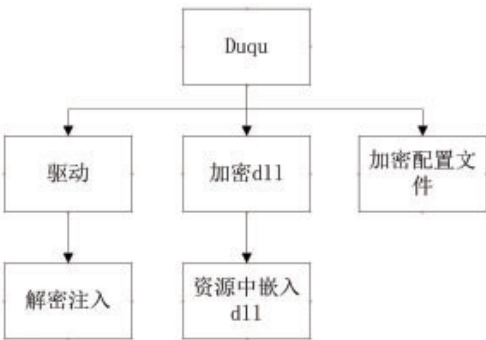 Duqu
驱动
加密dll
加密配置文
件
解密注入
资源中嵌入
dll